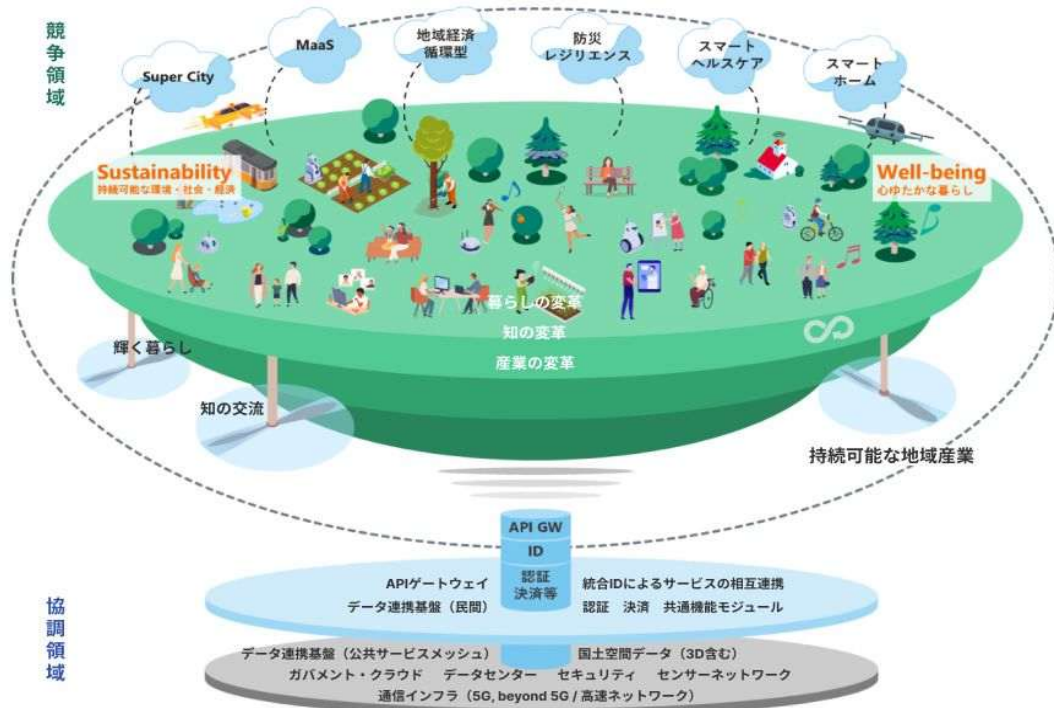 競争領域
Super City
MaaS
地域経済
循環型
防災
レジリエンス
スマート
ヘルスケア
スマート
ホーム
Sustainability
持続可能な環境・社会・経済
Well-being
心ゆたかな暮らし
暮らしの変革
知の変革
産業の変革
輝く暮らし
知の交流
持続可能な地域産業
協調領域
API GW
ID
認証
決済等
APIゲートウェイ
統合IDによるサービスの相互連携
データ連携基盤（民間）
認証　決済　共通機能モジュール
データ連携基盤（公共サービスメッシュ）
国土空間データ（3D含む）
ガバメント・クラウド　データセンター　セキュリティ　センサーネットワーク
通信インフラ（5G, beyond 5G / 高速ネットワーク）